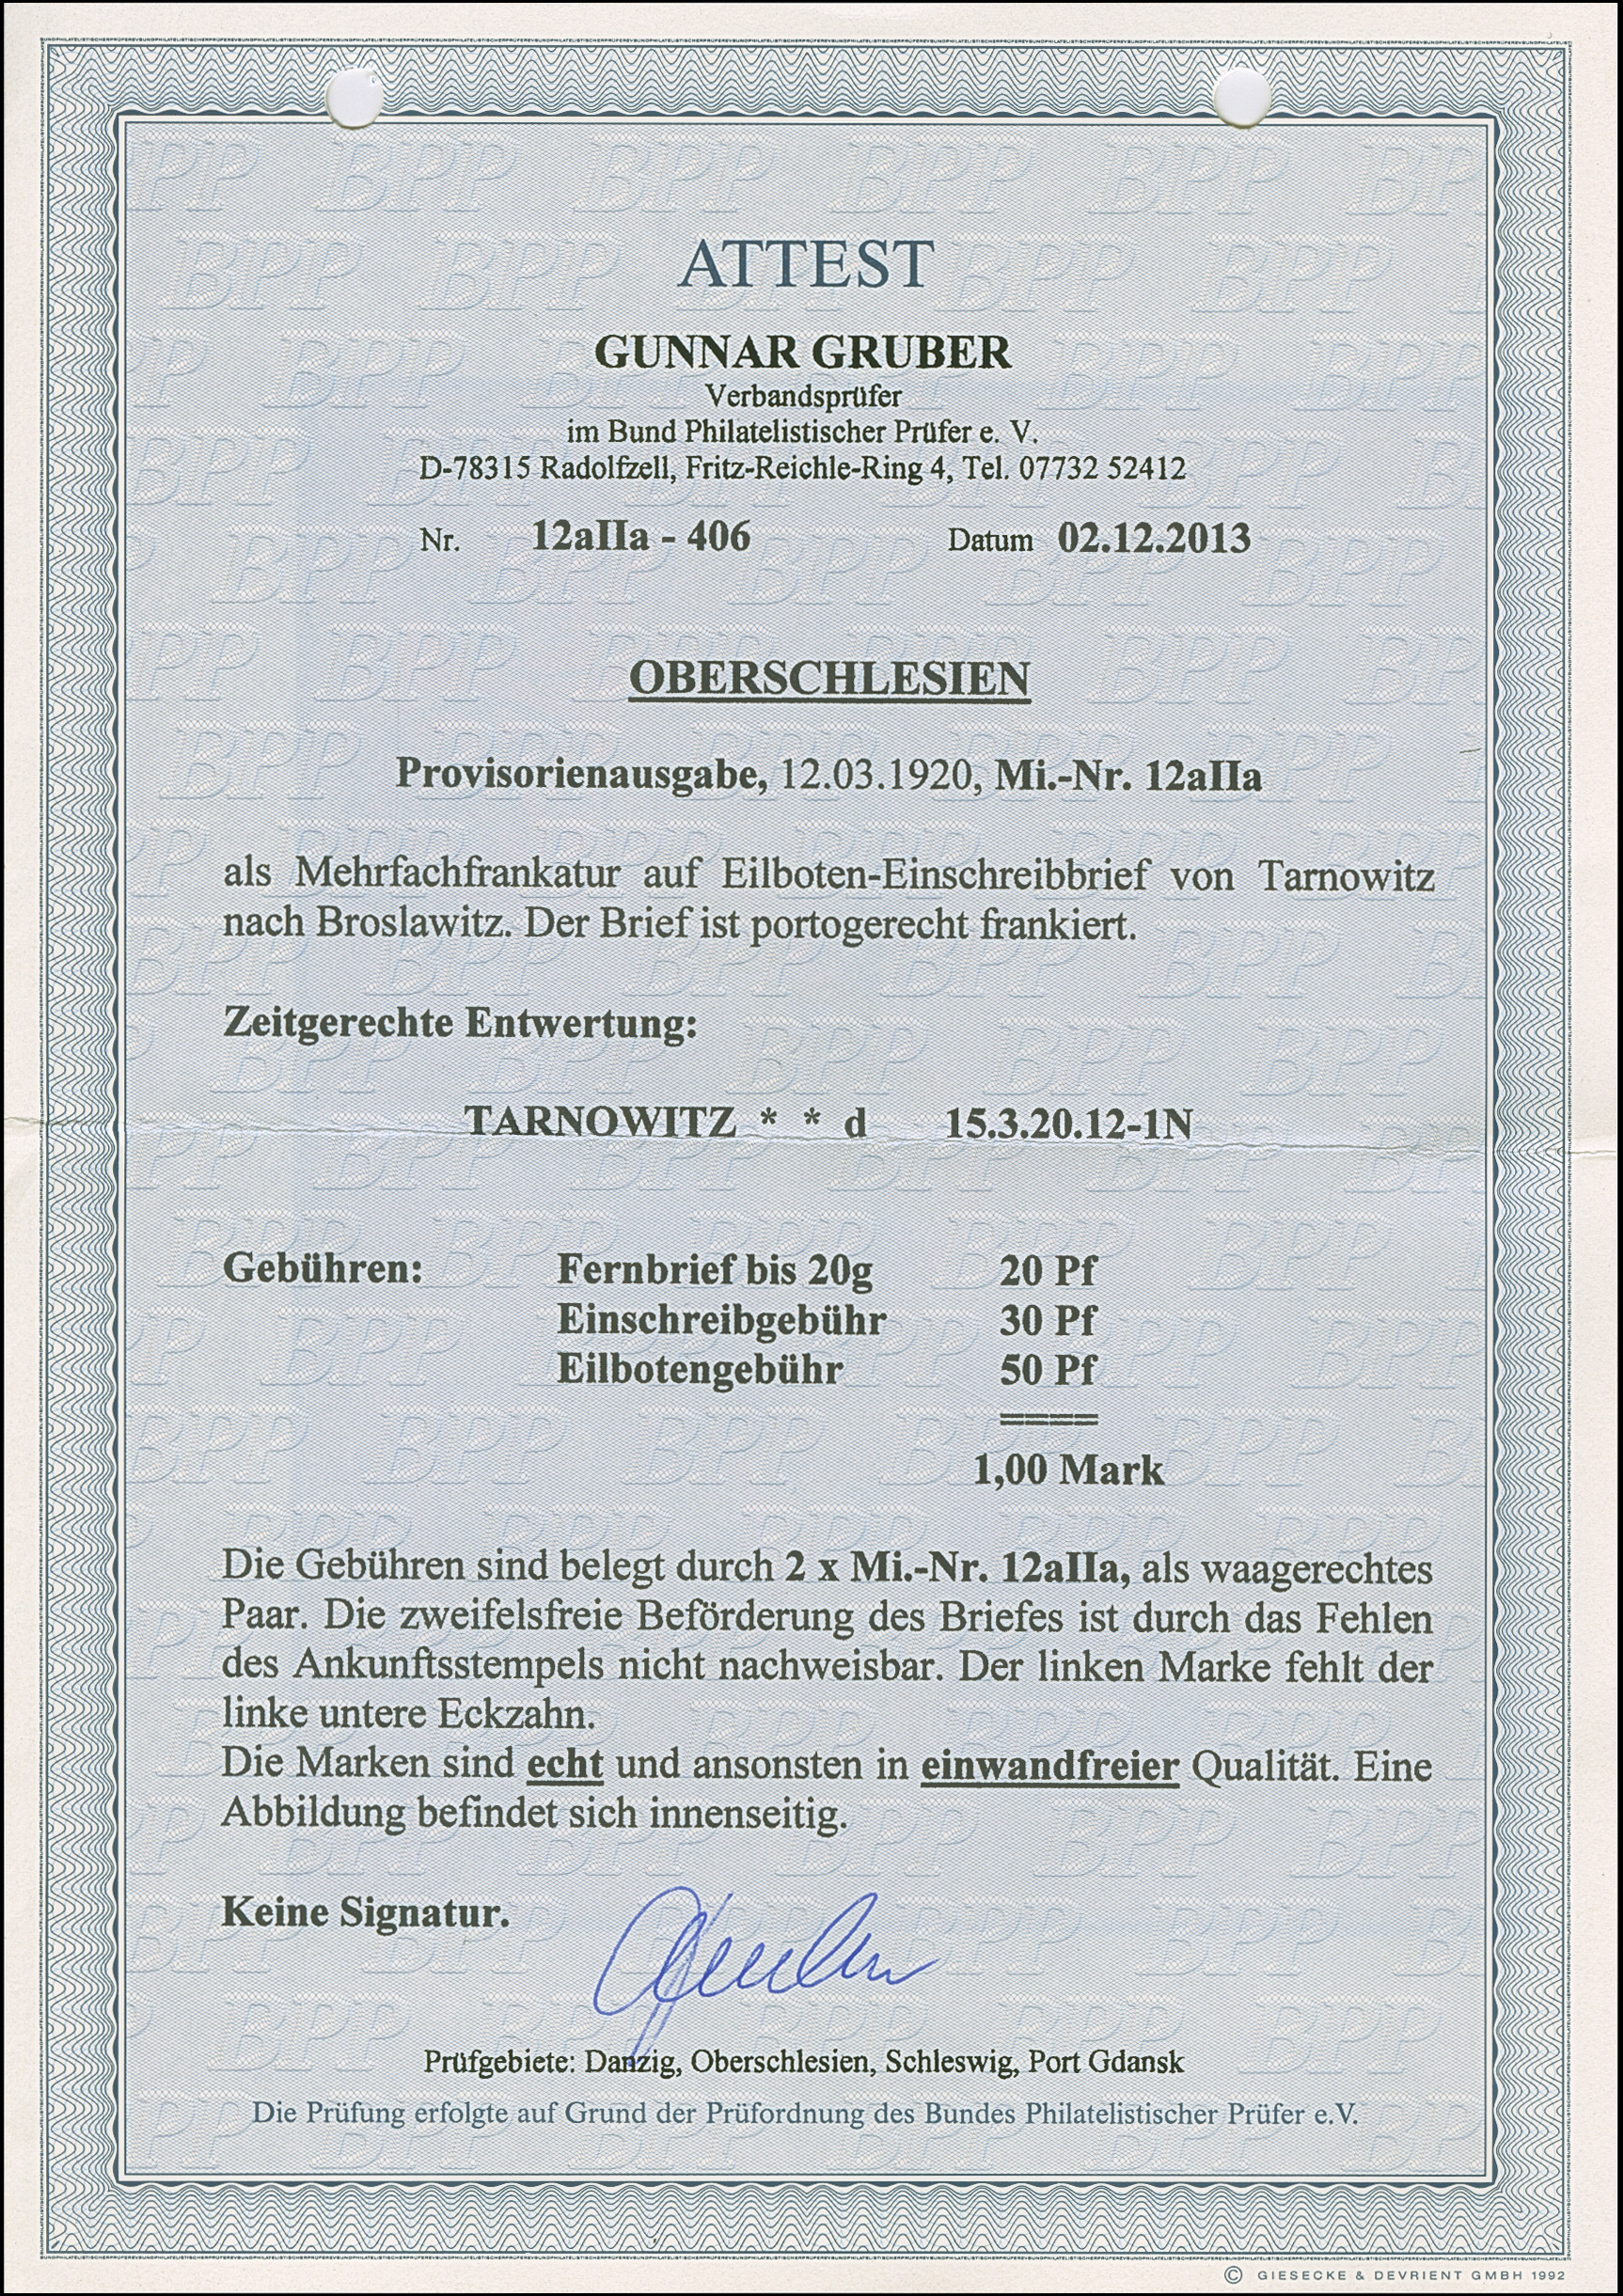 ATTEST
GUNNAR GRUBER
Verbandsprüfer
im Bund Philatelistischer Prüfer e. V.
D-78315 Radolfzell, Fritz-Reichle-Ring 4, Tel. 07732 52412
Nr. 12aIIa - 406 Datum 02.12.2013
OBERSCHLESIEN
Provisorienausgabe, 12.03.1920, Mi.-Nr. 12aIIa
als Mehrfachfrankatur auf Eilboten-Einschreibbrief von Tarnowitz
nach Broslawitz. Der Brief ist portogerecht frankiert.
Zeitgerechte Entwertung:
TARNOWITZ * * d 15.3.20.12-1N
Gebühren: Fernbrief bis 20g 20 Pf
Einschreibgebühr 30 Pf
Eilbotengebühr 50 Pf
=====
1,00 Mark
Die Gebühren sind belegt durch 2 x Mi.-Nr. 12aIIa, als waagerechtes
Paar. Die zweifelsfreie Beförderung des Briefes ist durch das Fehlen
des Ankunftsstempels nicht nachweisbar. Der linken Marke fehlt der
linke untere Eckzahn.
Die Marken sind echt und ansonsten in einwandfreier Qualität. Eine
Abbildung befindet sich innenseitig.
Keine Signatur.
Prüfgebiete: Danzig, Oberschlesien, Schleswig, Port Gdansk
Die Prüfung erfolgte auf Grund der Prüfordnung des Bundes Philatelistischer Prüfer e.V.
© GIESECKE & DEVRIENT GMBH 1992